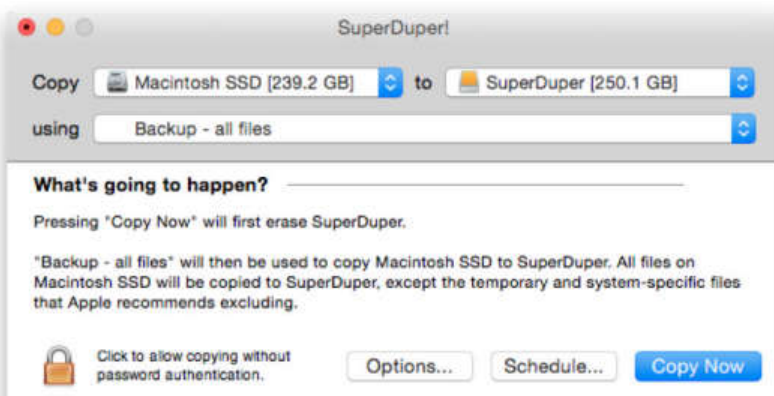 SuperDuper!
Copy Macintosh SSD [239.2 GB] to SuperDuper [250.1 GB]
using Backup - all files
What's going to happen?
Pressing "Copy Now" will first erase SuperDuper.
"Backup - all files" will then be used to copy Macintosh SSD to SuperDuper. All files on
Macintosh SSD will be copied to SuperDuper, except the temporary and system-specific files
that Apple recommends excluding.
Click to allow copying without
password authentication.
Options... Schedule... Copy Now